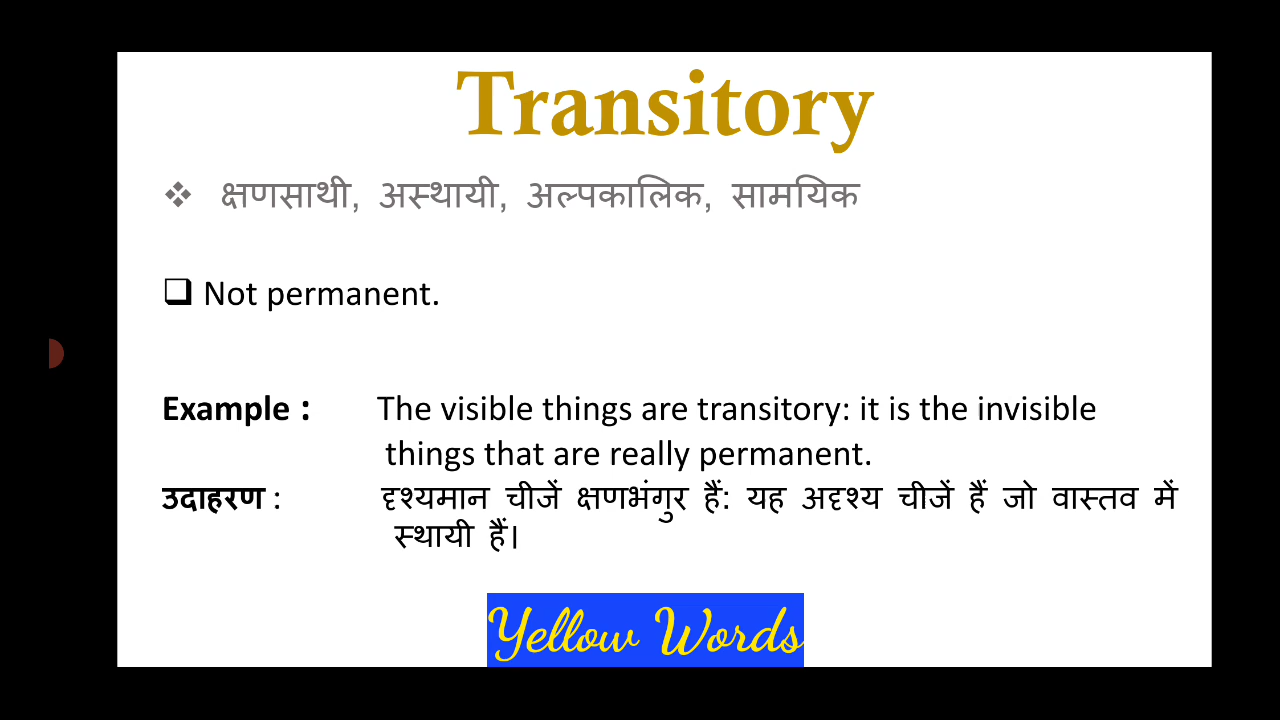 Transitory
❖ क्षणसाथी, अस्थायी, अल्पकालिक, सामयिक
❑ Not permanent.
Example : The visible things are transitory: it is the invisible
things that are really permanent.
उदाहरण : दृश्यमान चीजें क्षणभंगुर हैं: यह अदृश्य चीजें हैं जो वास्तव में
स्थायी हैं।
Yellow Words